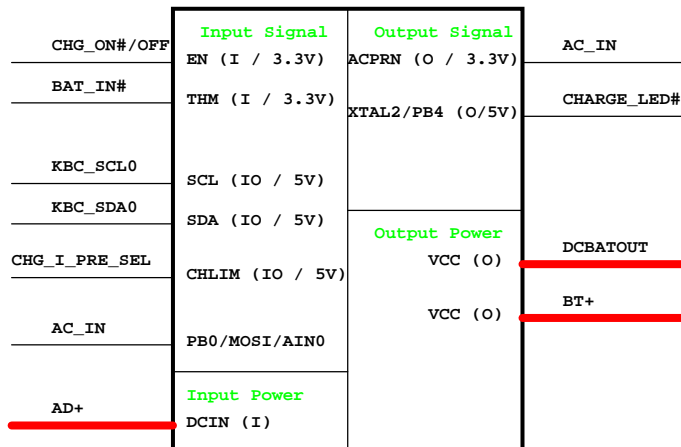 CHG_ON#/OFF
BAT_IN#
KBC_SCL0
KBC_SDA0
CHG_I_PRE_SEL
AC_IN
AD+
Input Signal
EN (I / 3.3V)
THM (I / 3.3V)
SCL (IO / 5V)
SDA (IO / 5V)
CHLIM (IO / 5V)
PB0/MOSI/AIN0
Input Power
DCIN (I)
Output Signal
ACPRN (O / 3.3V)
XTAL2/PB4 (O/5V)
Output Power
VCC (O)
VCC (O)
AC_IN
CHARGE_LED#
DCBATOUT
BT+